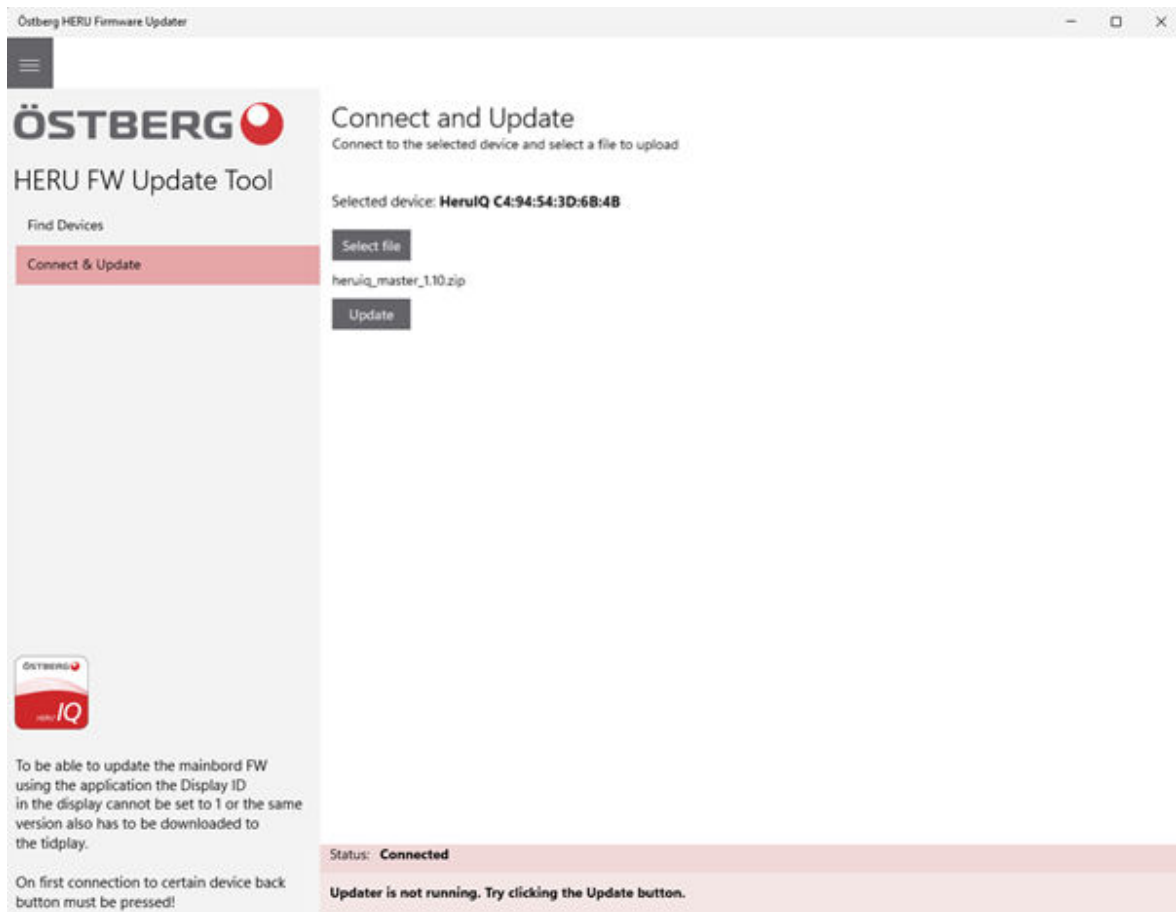 Östberg HERU Firmware Updater
ÖSTBERG
HERU FW Update Tool
Find Devices
Connect & Update
Connect and Update
Connect to the selected device and select a file to upload
Selected device: HeruIQ C4:94:54:3D:6B:4B
Select file
heruiq_master_1.10.zip
Update
ÖSTBERG
HERU IQ
To be able to update the mainbord FW
using the application the Display ID
in the display cannot be set to 1 or the same
version also has to be downloaded to
the tidplay.
On first connection to certain device back
button must be pressed!
Status: Connected
Updater is not running. Try clicking the Update button.